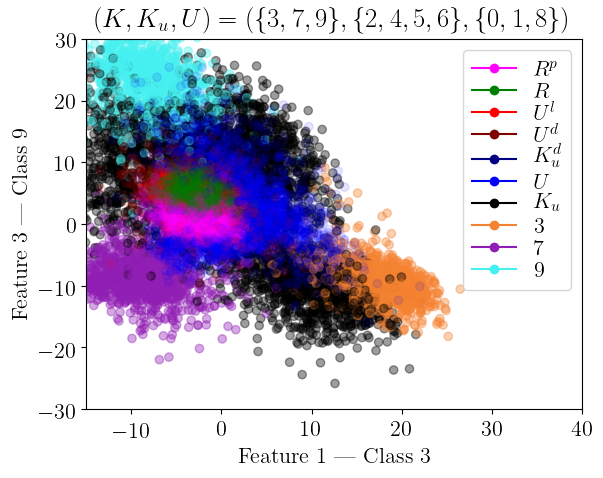 (K, K_u, U) = ({3, 7, 9}, {2, 4, 5, 6}, {0, 1, 8})
30
20
10
0
−10
−20
−30
Feature 3 — Class 9
R^p
R
U^l
U^d
K_u^d
U
K_u
3
7
9
−10
0
10
20
30
40
Feature 1 — Class 3